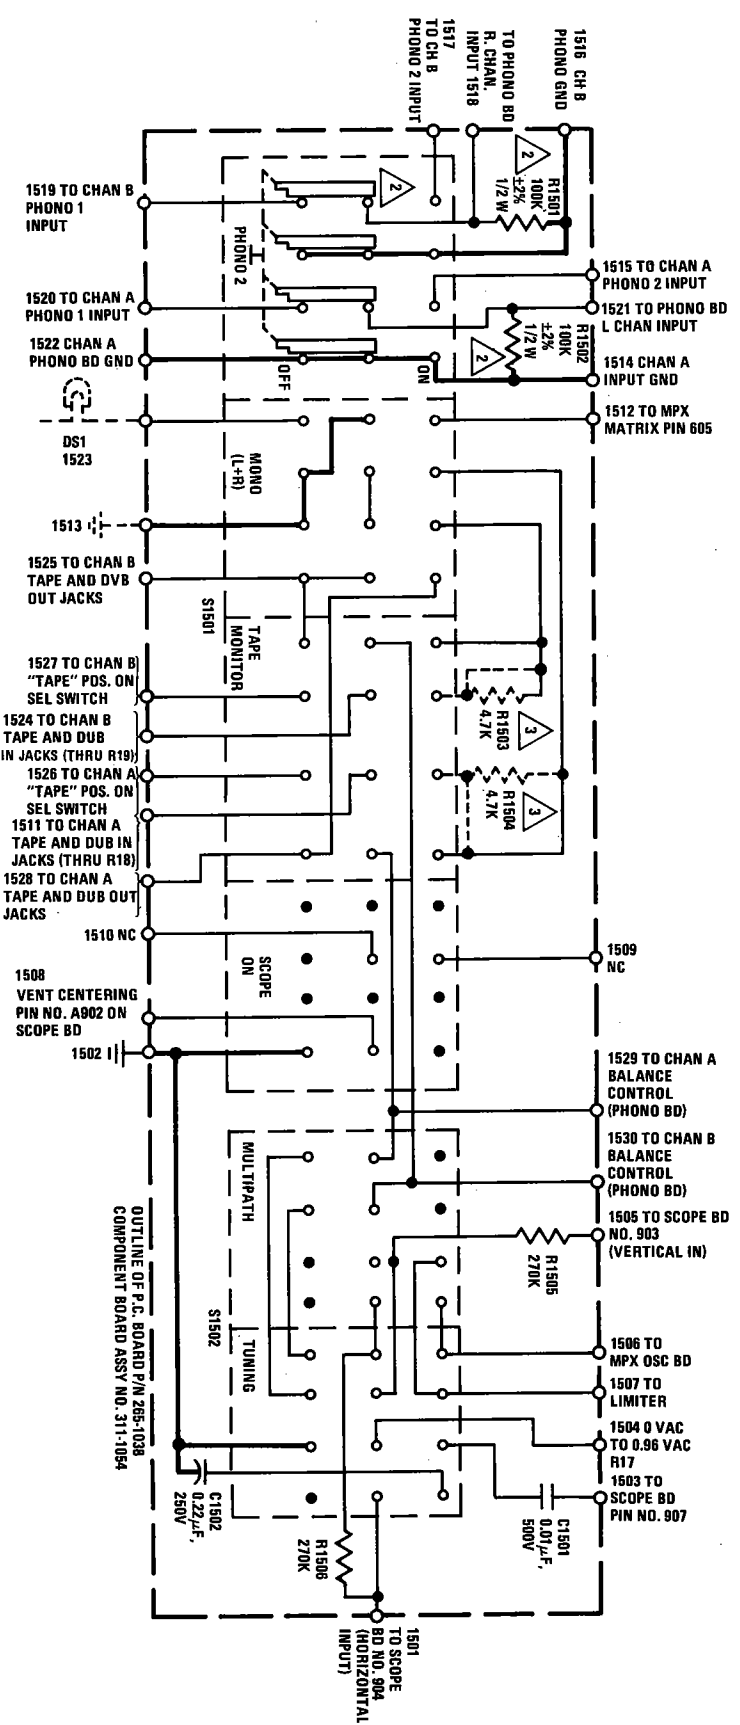 1516 CH B
PHONO GND
TO PHONO BD
R. CHAN.
INPUT 1518
1517
TO CH B
PHONO 2 INPUT
2
R1501
100K
±2%
1/2 W
2
1519 TO CHAN B
PHONO 1
INPUT
PHONO 2
1515 TO CHAN A
PHONO 2 INPUT
1520 TO CHAN A
PHONO 1 INPUT
1521 TO PHONO BD
L CHAN INPUT
R1502
100K
±2%
1/2 W
2
1522 CHAN A
PHONO BD GND
1514 CHAN A
INPUT GND
OFF
ON
DS1
1523
1512 TO MPX
MATRIX PIN 605
MONO
(L+R)
1513
1525 TO CHAN B
TAPE AND DVB
OUT JACKS
S1501
TAPE
MONITOR
1527 TO CHAN B
"TAPE" POS. ON
SEL SWITCH
R1503
4.7K
3
1524 TO CHAN B
TAPE AND DUB
IN JACKS (THRU R19)
1526 TO CHAN A
"TAPE" POS. ON
SEL SWITCH
R1504
4.7K
3
1511 TO CHAN A
TAPE AND DUB IN
JACKS (THRU R18)
1528 TO CHAN A
TAPE AND DUB OUT
JACKS
1510 NC
SCOPE
ON
1509
NC
1508
VENT CENTERING
PIN NO. A902 ON
SCOPE BD
1502
1529 TO CHAN A
BALANCE
CONTROL
(PHONO BD)
1530 TO CHAN B
BALANCE
CONTROL
(PHONO BD)
MULTIPATH
1505 TO SCOPE BD
NO. 903
(VERTICAL IN)
R1505
270K
S1502
TUNING
1506 TO
MPX OSC BD
1507 TO
LIMITER
1504 0 VAC
TO 0.96 VAC
R17
1503 TO
SCOPE BD
PIN NO. 907
C1501
0.01µF,
500V
C1502
0.22µF,
250V
R1506
270K
OUTLINE OF P.C. BOARD P/N 265-1038
COMPONENT BOARD ASSY NO. 311-1054
1501
TO SCOPE
BD NO. 904
(HORIZONTAL
INPUT)